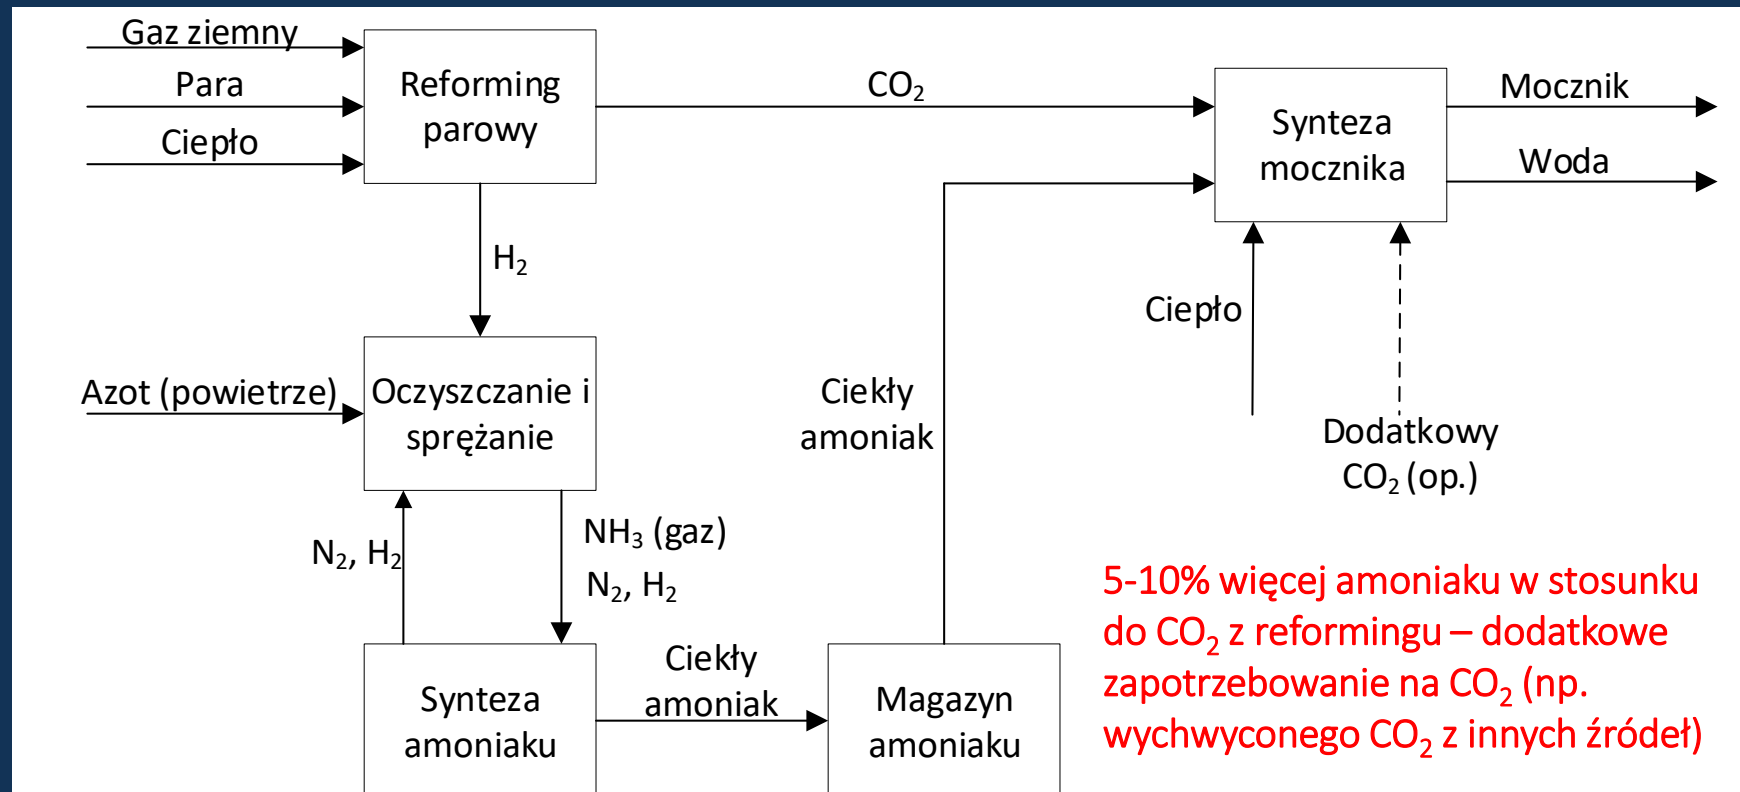 Gaz ziemny
Para
Ciepło
Reforming
parowy
CO₂
Synteza
mocznika
Mocznik
Woda
H₂
Ciepło
Dodatkowy
CO₂ (op.)
Azot (powietrze)
Oczyszczanie i
sprężanie
Ciekły
amoniak
N₂, H₂
NH₃ (gaz)
N₂, H₂
Synteza
amoniaku
Ciekły
amoniak
Magazyn
amoniaku
5-10% więcej amoniaku w stosunku
do CO₂ z reformingu – dodatkowe
zapotrzebowanie na CO₂ (np.
wychwyconego CO₂ z innych źródeł)